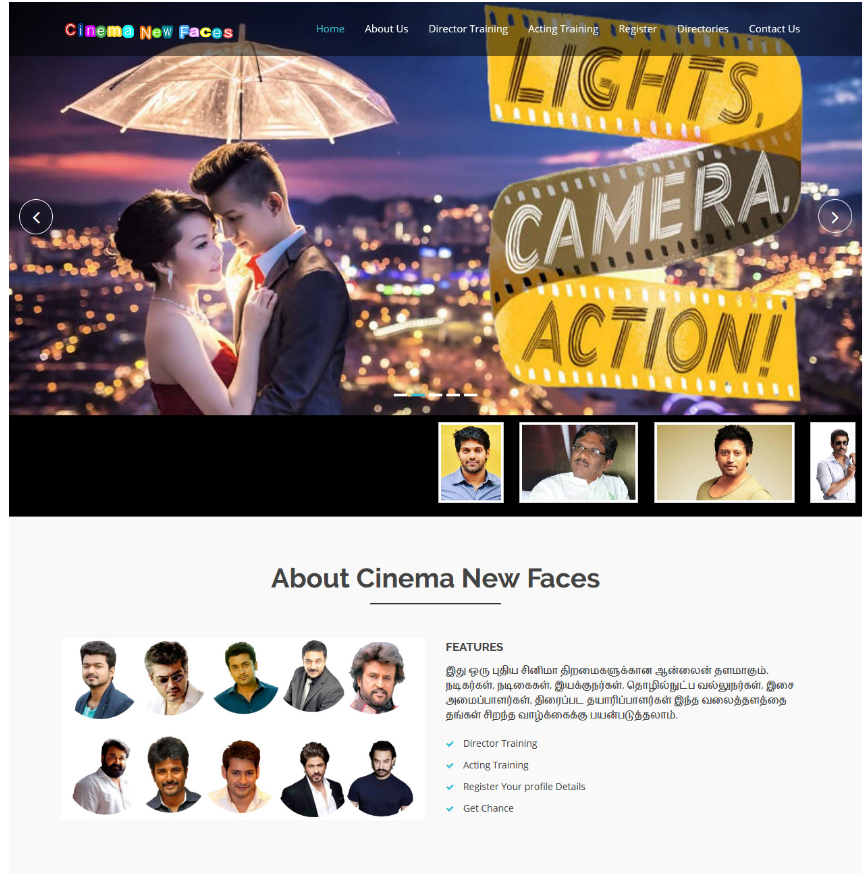 Cinema New Faces
Home About Us Director Training Acting Training Register Directories Contact Us
LIGHTS,
CAMERA,
ACTION!
About Cinema New Faces
FEATURES
இது ஒரு புதிய சினிமா திறமைகளுக்கான ஆன்லைன் தளமாகும்.
நடிகர்கள், நடிகைகள், இயக்குநர்கள், தொழில்நுட்ப வல்லுநர்கள், இசை
அமைப்பாளர்கள், திரைப்பட தயாரிப்பாளர்கள் இந்த வலைத்தளத்தை
தங்கள் சிறந்த வாழ்க்கைக்கு பயன்படுத்தலாம்.
Director Training
Acting Training
Register Your profile Details
Get Chance